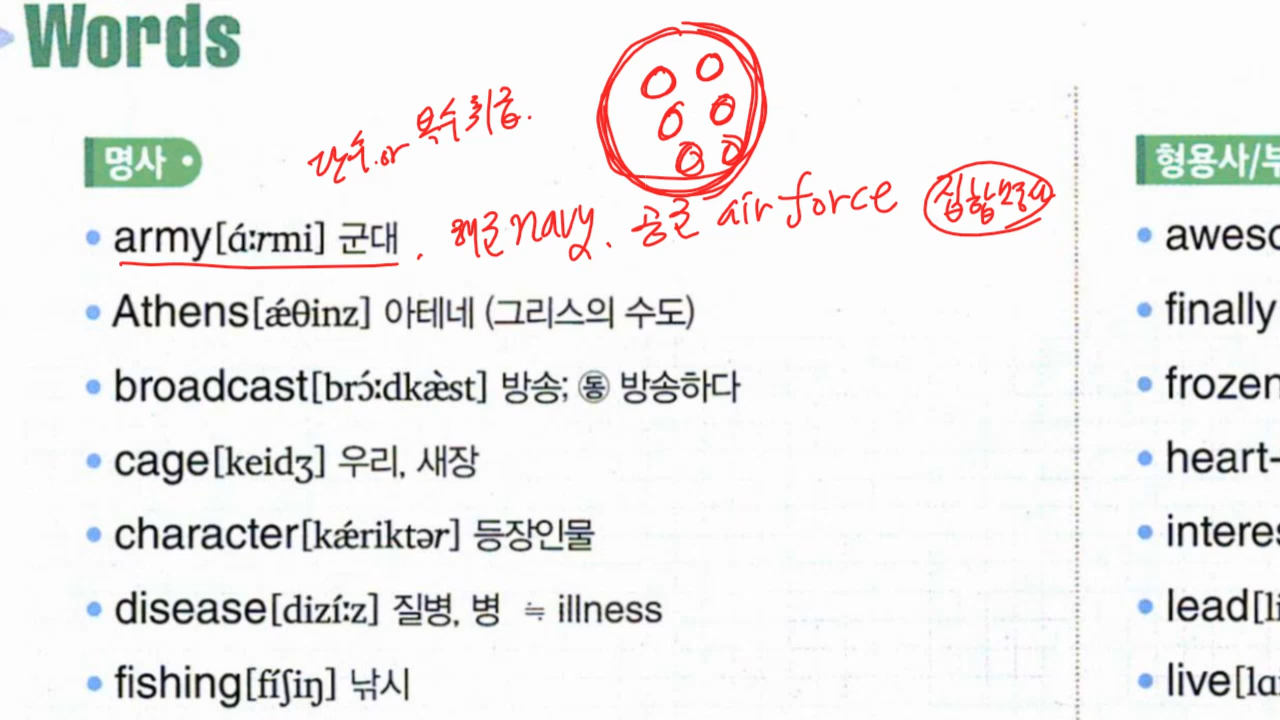 Words
단수 or 복수취급.
명사
army[ɑ́ːrmi] 군대 . 해군 navy. 공군 air force 집합명사
Athens[ǽθinz] 아테네 (그리스의 수도)
broadcast[brɔ́ːdkæ̀st] 방송; 동 방송하다
cage[keidʒ] 우리, 새장
character[kǽriktər] 등장인물
disease[dizíːz] 질병, 병 ≒ illness
fishing[fíʃiŋ] 낚시
형용사/부
aweso
finally
frozen
heart-
interes
lead[li
live[la